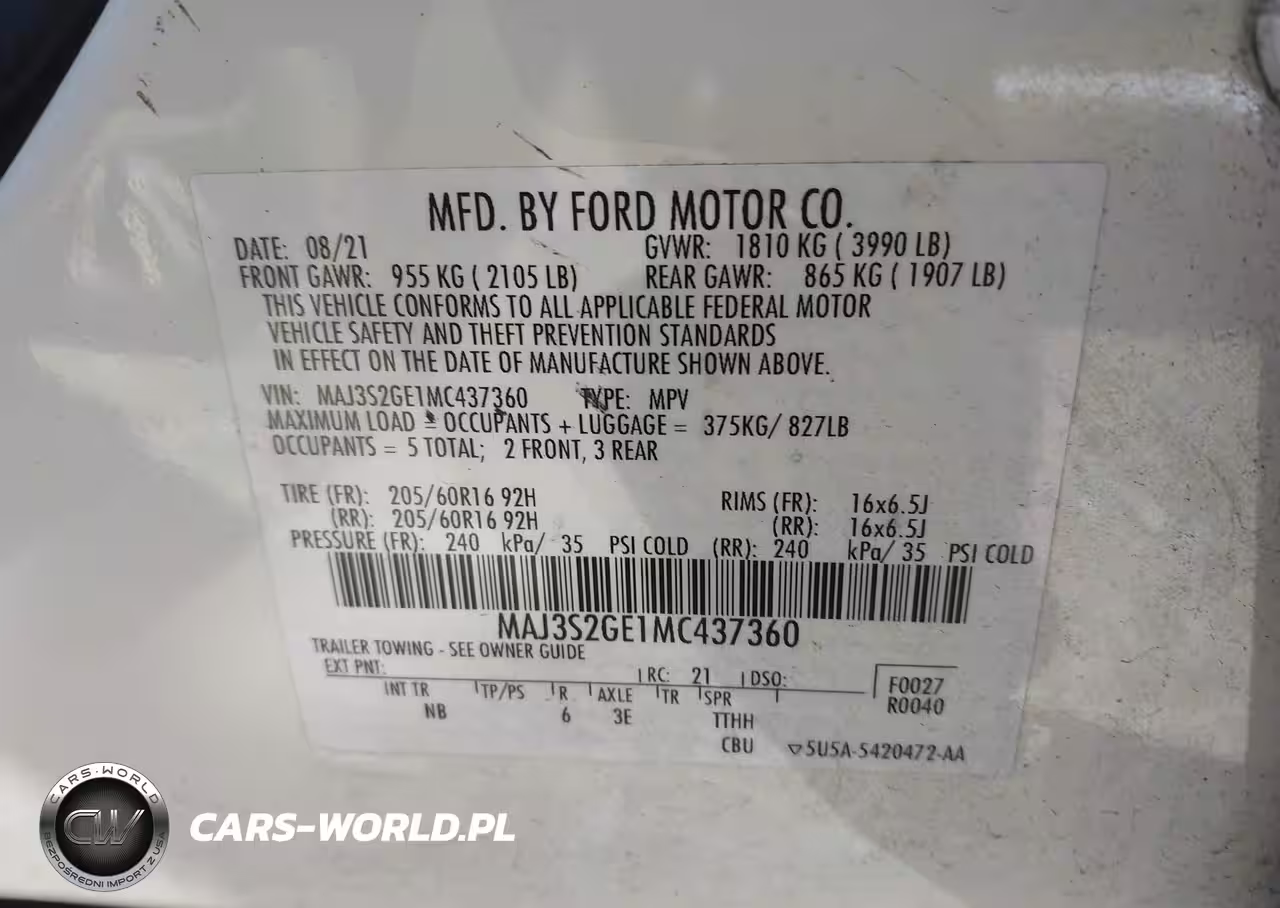 MFD. BY FORD MOTOR CO.
DATE: 08/21 GVWR: 1810 KG ( 3990 LB)
FRONT GAWR: 955 KG ( 2105 LB) REAR GAWR: 865 KG ( 1907 LB)
THIS VEHICLE CONFORMS TO ALL APPLICABLE FEDERAL MOTOR
VEHICLE SAFETY AND THEFT PREVENTION STANDARDS
IN EFFECT ON THE DATE OF MANUFACTURE SHOWN ABOVE.
VIN: MAJ3S2GE1MC437360 TYPE: MPV
MAXIMUM LOAD = OCCUPANTS + LUGGAGE = 375KG/ 827LB
OCCUPANTS = 5 TOTAL; 2 FRONT, 3 REAR
TIRE (FR): 205/60R16 92H RIMS (FR): 16x6.5J
(RR): 205/60R16 92H (RR): 16x6.5J
PRESSURE (FR): 240 kPa/ 35 PSI COLD (RR): 240 kPa/ 35 PSI COLD
MAJ3S2GE1MC437360
TRAILER TOWING - SEE OWNER GUIDE
EXT PNT: RC: 21 DSO:
INT TR TP/PS R AXLE TR SPR F0027
NB 6 3E TTHH R0040
CBU ▽5U5A-5420472-AA
CARS-WORLD
CW
BEZPOŚREDNI IMPORT Z USA
CARS-WORLD.PL